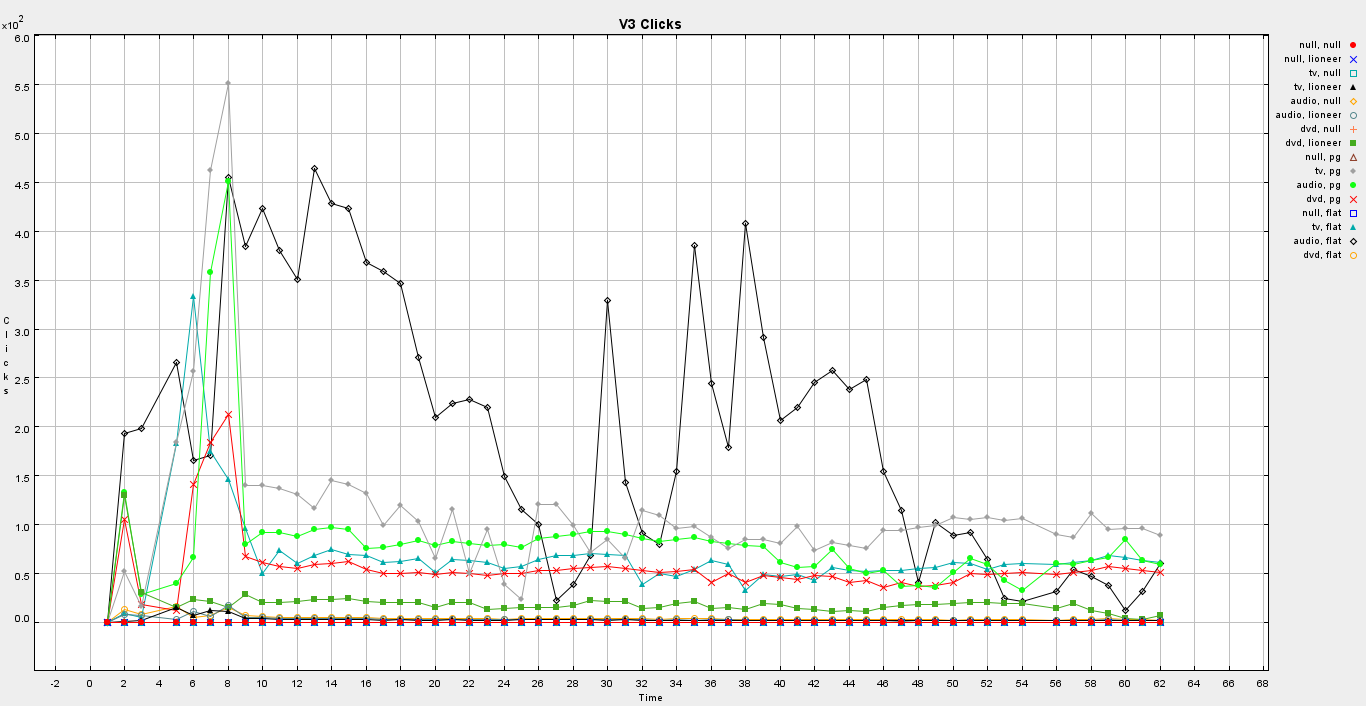 V3 Clicks
x10²
6.0
5.5
5.0
4.5
4.0
3.5
3.0
2.5
2.0
1.5
1.0
0.5
0.0
Clicks
-2 0 2 4 6 8 10 12 14 16 18 20 22 24 26 28 30 32 34 36 38 40 42 44 46 48 50 52 54 56 58 60 62 64 66 68
Time
null, null
null, lioneer
tv, null
tv, lioneer
audio, null
audio, lioneer
dvd, null
dvd, lioneer
null, pg
tv, pg
audio, pg
dvd, pg
null, flat
tv, flat
audio, flat
dvd, flat